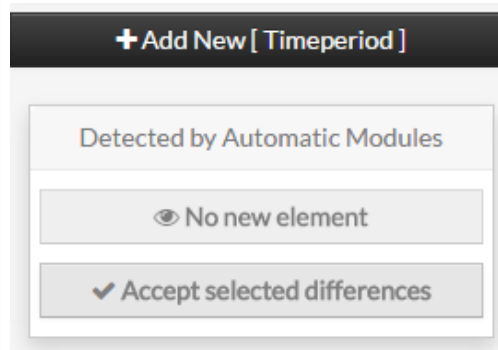 Add New [ Timeperiod ]
Detected by Automatic Modules
No new element
Accept selected differences